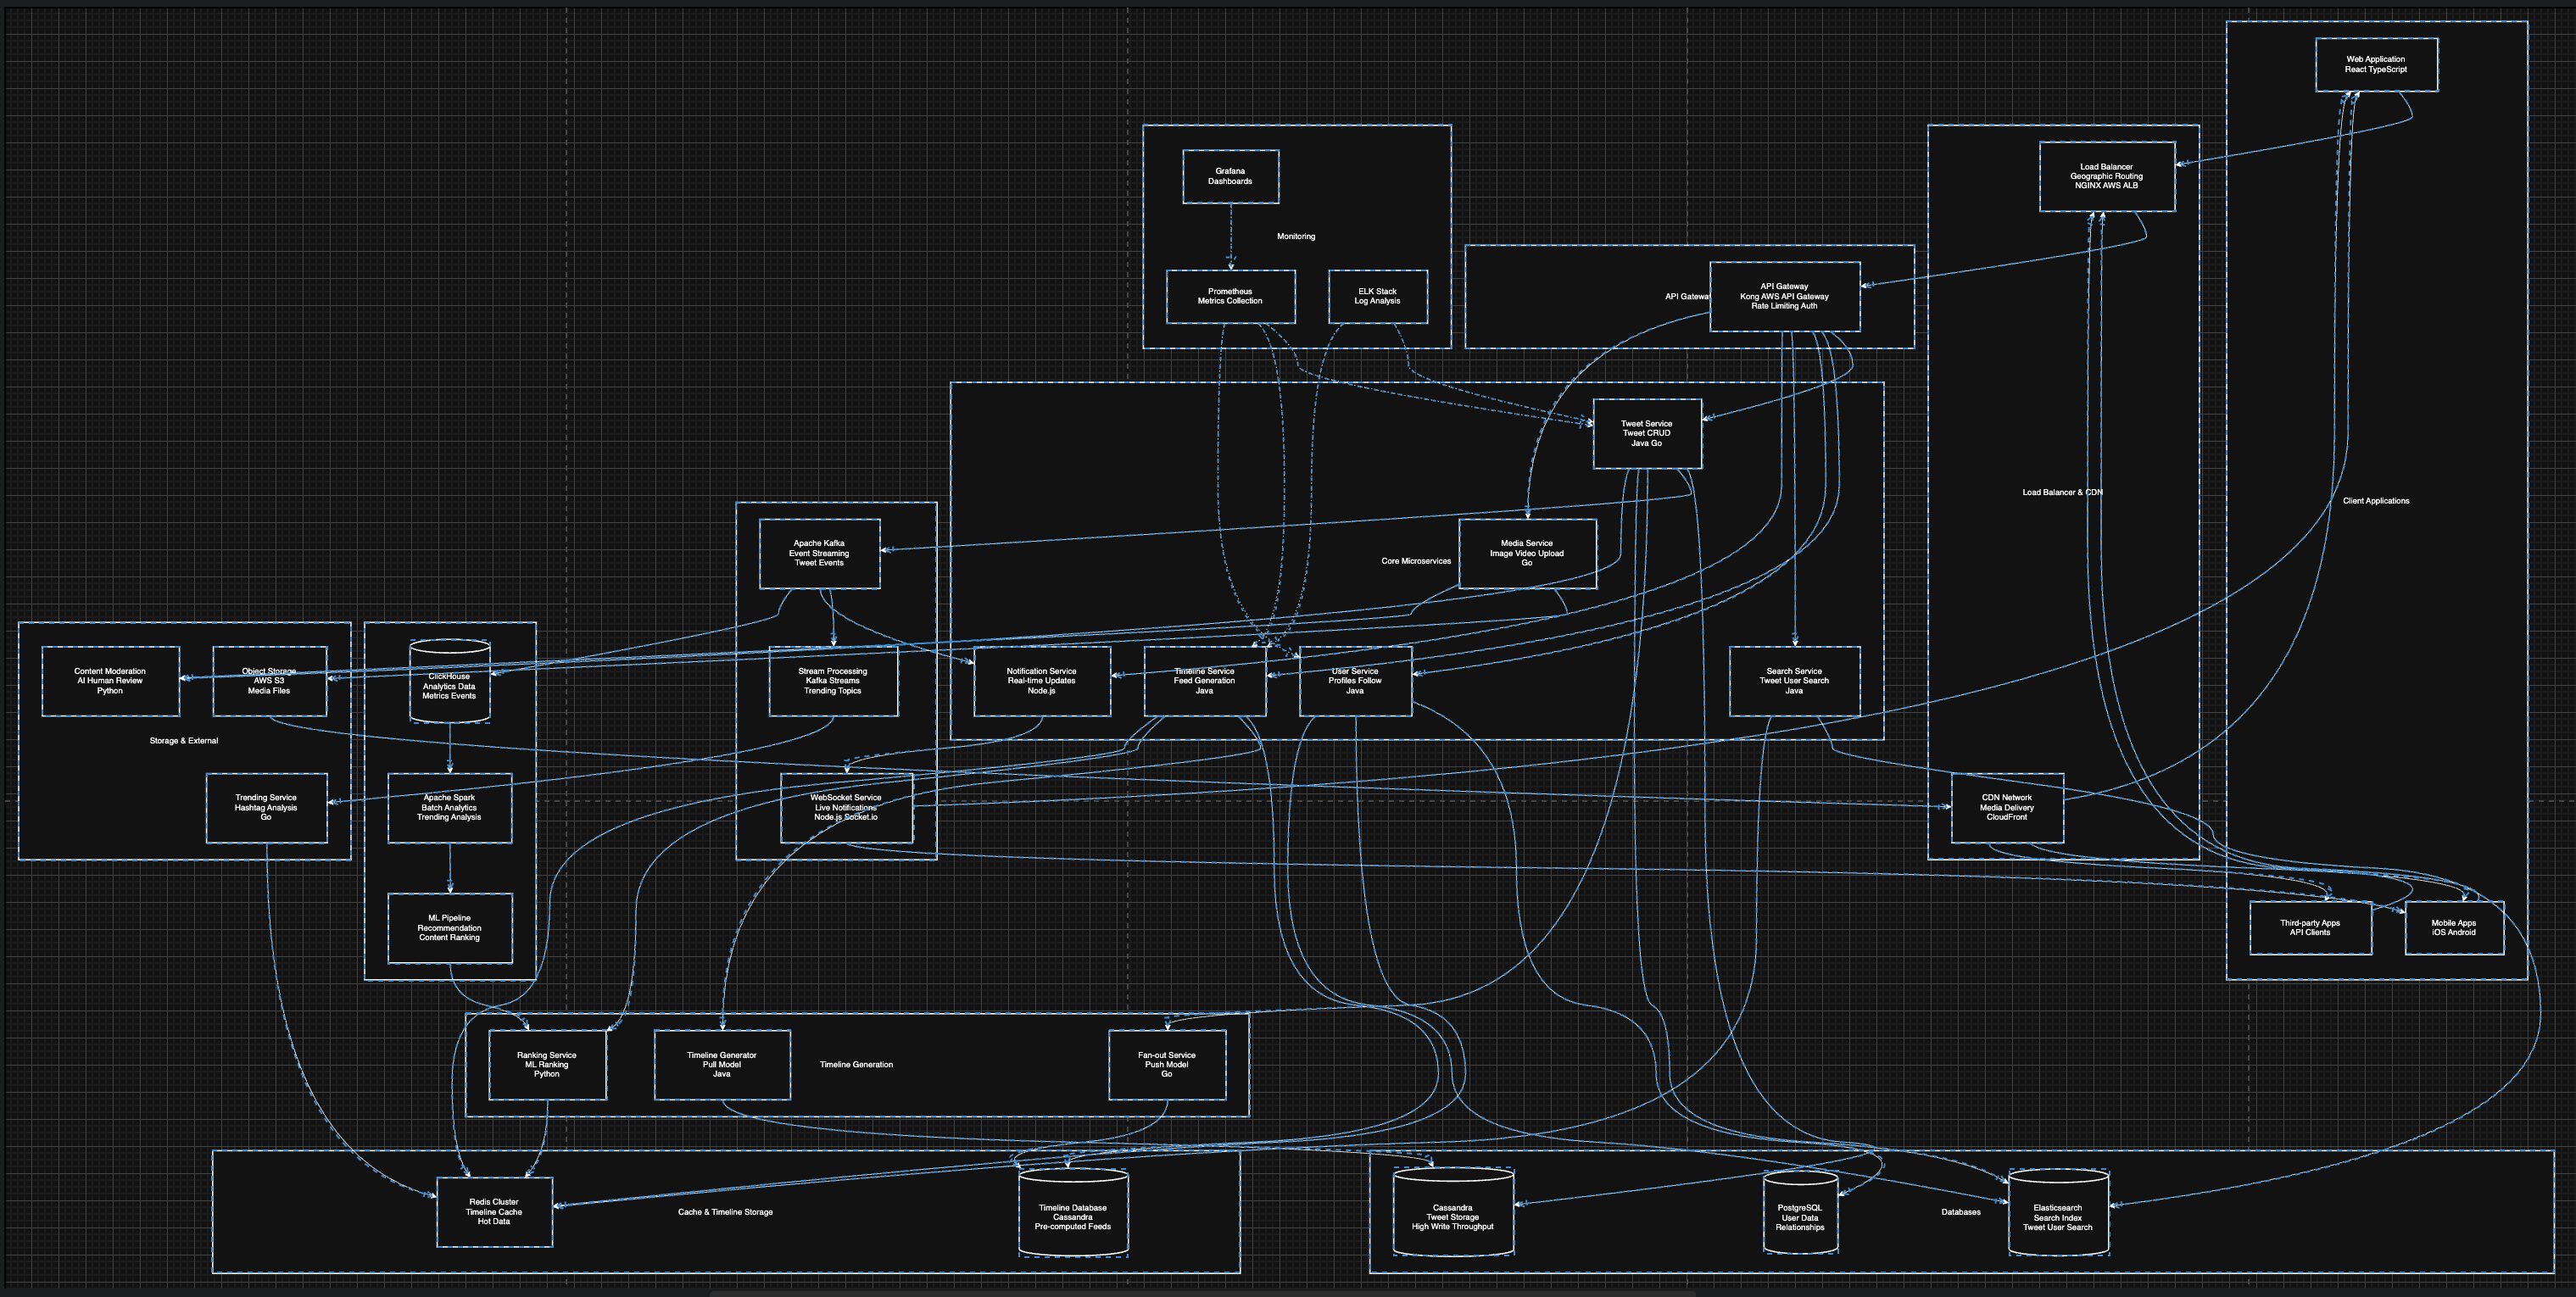 Web Application
React TypeScript
Load Balancer
Geographic Routing
NGINX AWS ALB
Grafana
Dashboards
Monitoring
Prometheus
Metrics Collection
ELK Stack
Log Analysis
API Gatewa
API Gateway
Kong AWS API Gateway
Rate Limiting Auth
Tweet Service
Tweet CRUD
Java Go
Load Balancer & CDN
Client Applications
Apache Kafka
Event Streaming
Tweet Events
Core Microservices
Media Service
Image Video Upload
Go
Content Moderation
AI Human Review
Python
Object Storage
AWS S3
Media Files
ClickHouse
Analytics Data
Metrics Events
Stream Processing
Kafka Streams
Trending Topics
Notification Service
Real-time Updates
Node.js
Timeline Service
Feed Generation
Java
User Service
Profiles Follow
Java
Search Service
Tweet User Search
Java
Storage & External
Trending Service
Hashtag Analysis
Go
Apache Spark
Batch Analytics
Trending Analysis
WebSocket Service
Live Notifications
Node.js Socket.io
CDN Network
Media Delivery
CloudFront
ML Pipeline
Recommendation
Content Ranking
Third-party Apps
API Clients
Mobile Apps
iOS Android
Ranking Service
ML Ranking
Python
Timeline Generator
Pull Model
Java
Timeline Generation
Fan-out Service
Push Model
Go
Redis Cluster
Timeline Cache
Hot Data
Cache & Timeline Storage
Timeline Database
Cassandra
Pre-computed Feeds
Cassandra
Tweet Storage
High Write Throughput
PostgreSQL
User Data
Relationships
Databases
Elasticsearch
Search Index
Tweet User Search